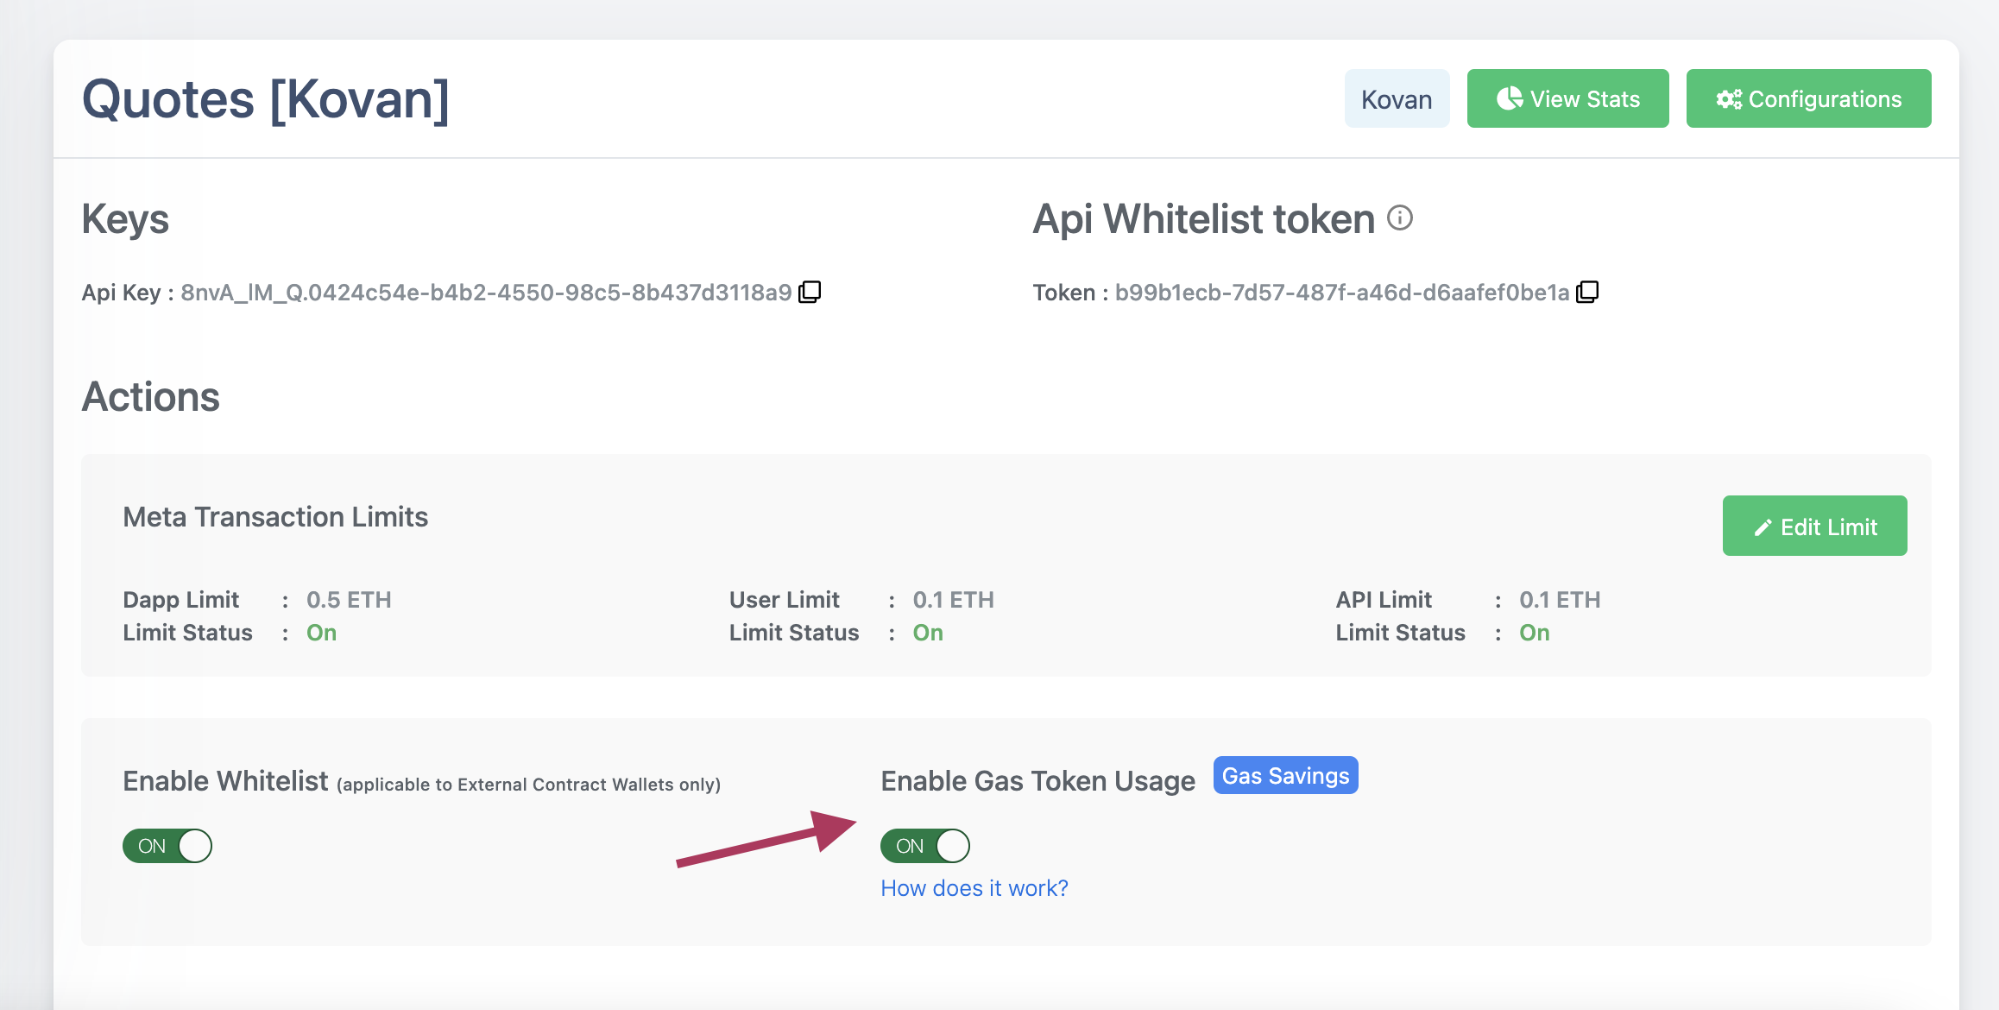 Quotes [Kovan]
Kovan
View Stats
Configurations
Keys
Api Key : 8nvA_lM_Q.0424c54e-b4b2-4550-98c5-8b437d3118a9
Api Whitelist token
Token : b99b1ecb-7d57-487f-a46d-d6aafef0be1a
Actions
Meta Transaction Limits
Edit Limit
Dapp Limit : 0.5 ETH
Limit Status : On
User Limit : 0.1 ETH
Limit Status : On
API Limit : 0.1 ETH
Limit Status : On
Enable Whitelist (applicable to External Contract Wallets only)
ON
Enable Gas Token Usage Gas Savings
ON
How does it work?